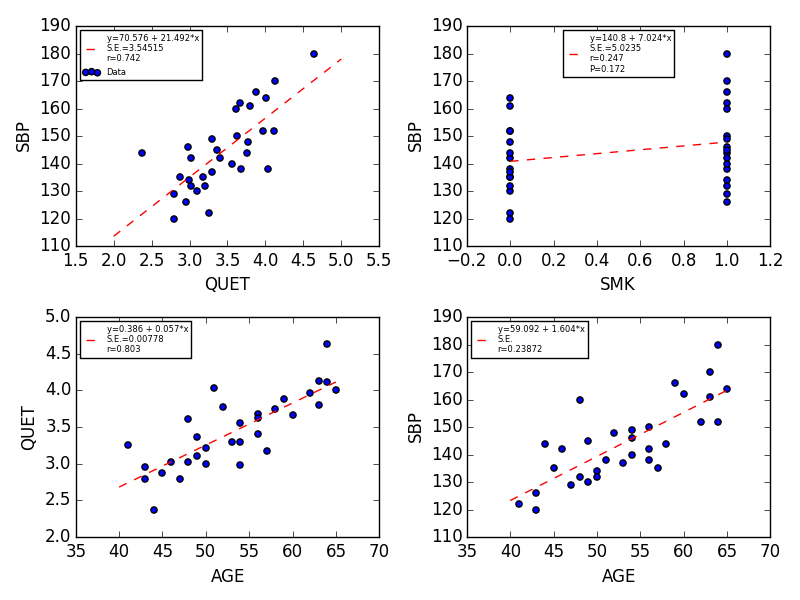 190
180
170
160
150
140
130
120
110
SBP
y=70.576 + 21.492*x
S.E.=3.54515
r=0.742
Data
1.5 2.0 2.5 3.0 3.5 4.0 4.5 5.0 5.5
QUET
190
180
170
160
150
140
130
120
110
SBP
y=140.8 + 7.024*x
S.E.=5.0235
r=0.247
P=0.172
−0.2 0.0 0.2 0.4 0.6 0.8 1.0 1.2
SMK
5.0
4.5
4.0
3.5
3.0
2.5
2.0
QUET
y=0.386 + 0.057*x
S.E.=0.00778
r=0.803
35 40 45 50 55 60 65 70
AGE
190
180
170
160
150
140
130
120
110
SBP
y=59.092 + 1.604*x
S.E.
r=0.23872
35 40 45 50 55 60 65 70
AGE